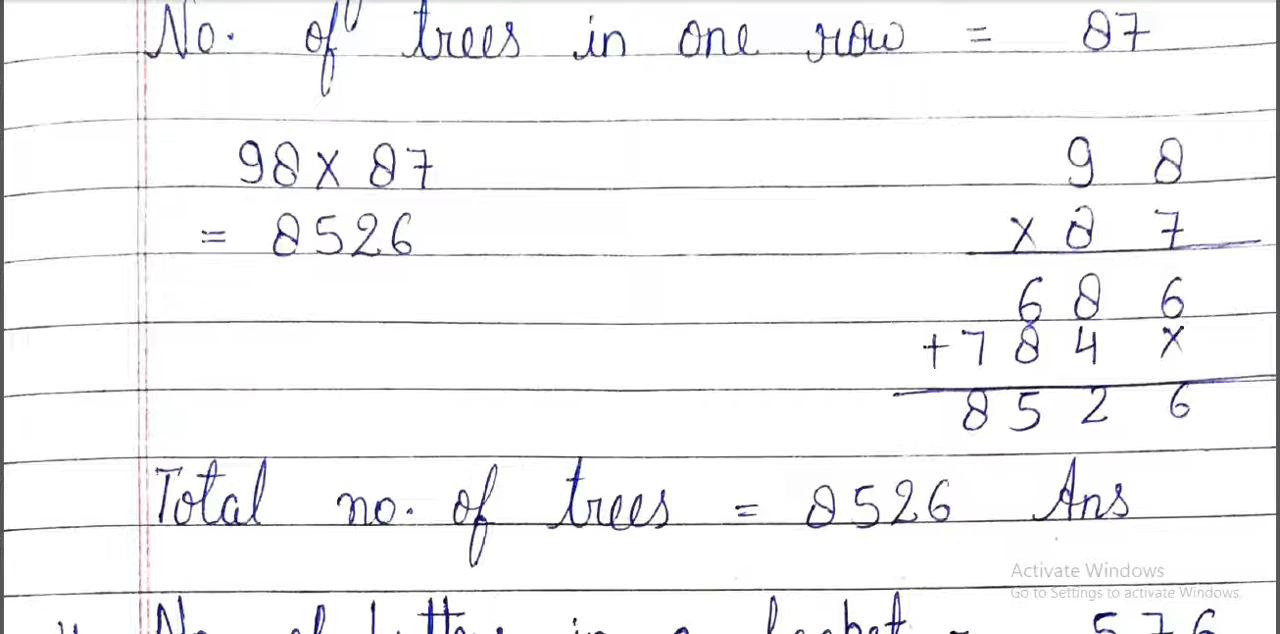 No. of trees in one row = 87
98 × 87
= 8526
9 8
× 8 7
6 8 6
+ 7 8 4 ×
8 5 2 6
Total no. of trees = 8526 Ans
Activate Windows
Go to Settings to activate Windows.
in a = 576